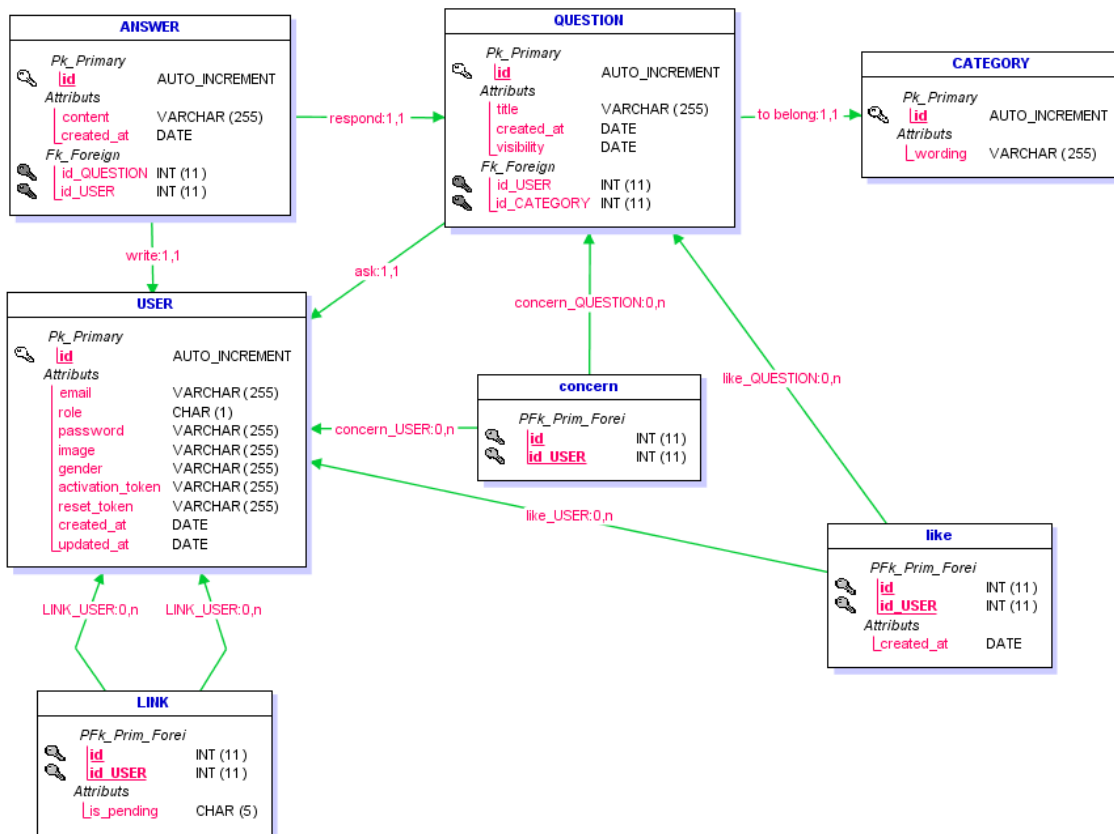 ANSWER
Pk_Primary
id AUTO_INCREMENT
Attributs
content VARCHAR (255)
created_at DATE
Fk_Foreign
id_QUESTION INT (11)
id_USER INT (11)
respond:1,1
QUESTION
Pk_Primary
id AUTO_INCREMENT
Attributs
title VARCHAR (255)
created_at DATE
visibility DATE
Fk_Foreign
id_USER INT (11)
id_CATEGORY INT (11)
to belong:1,1
CATEGORY
Pk_Primary
id AUTO_INCREMENT
Attributs
wording VARCHAR (255)
write:1,1
ask:1,1
concern_QUESTION:0,n
like_QUESTION:0,n
USER
Pk_Primary
id AUTO_INCREMENT
Attributs
email VARCHAR (255)
role CHAR (1)
password VARCHAR (255)
image VARCHAR (255)
gender VARCHAR (255)
activation_token VARCHAR (255)
reset_token VARCHAR (255)
created_at DATE
updated_at DATE
concern_USER:0,n
concern
PFk_Prim_Forei
id INT (11)
id_USER INT (11)
like_USER:0,n
like
PFk_Prim_Forei
id INT (11)
id_USER INT (11)
Attributs
created_at DATE
LINK_USER:0,n LINK_USER:0,n
LINK
PFk_Prim_Forei
id INT (11)
id_USER INT (11)
Attributs
is_pending CHAR (5)